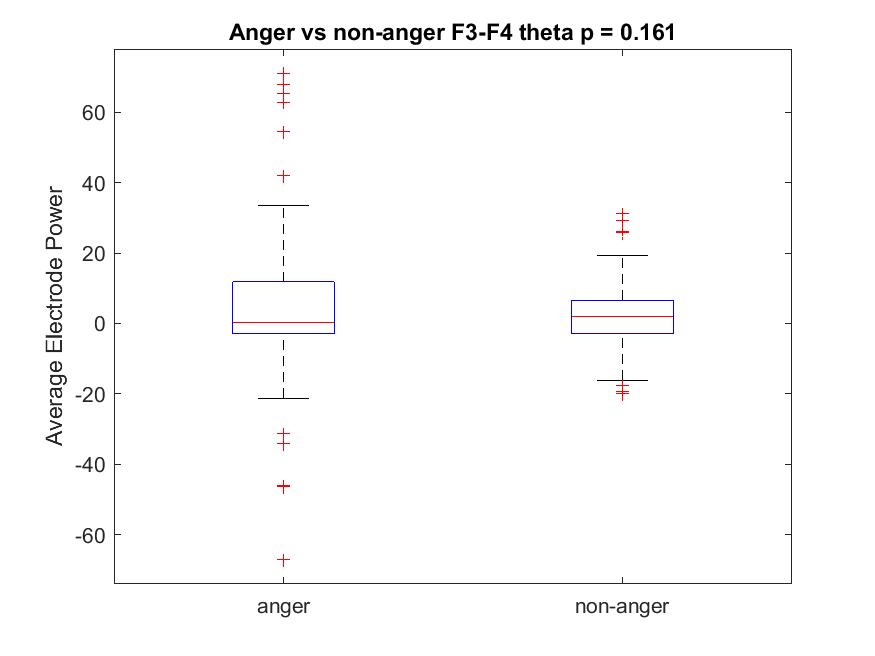 Anger vs non-anger F3-F4 theta p = 0.161
60
40
20
0
-20
-40
-60
Average Electrode Power
anger
non-anger